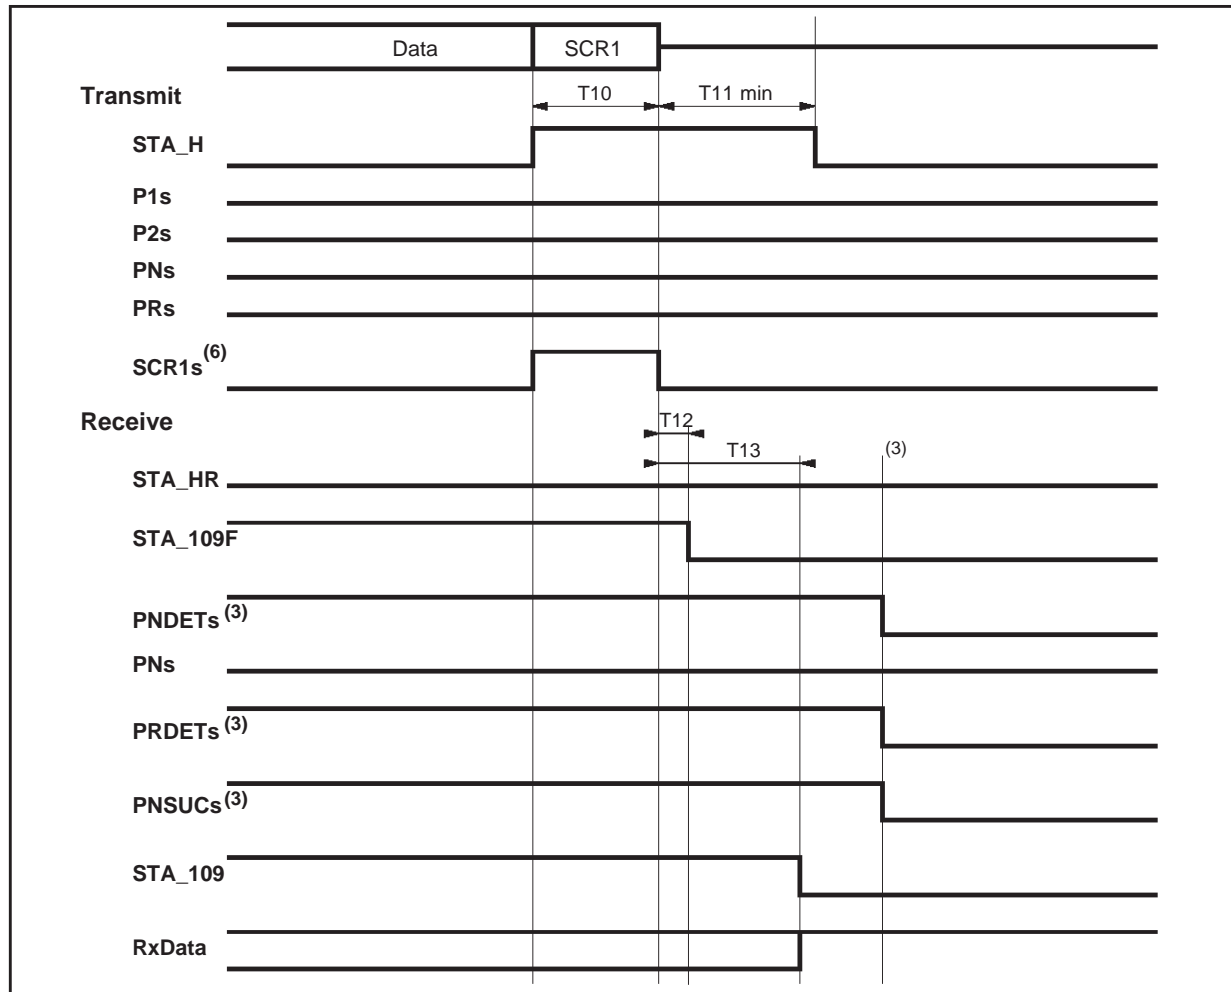 Data SCR1
Transmit T10 T11 min
STA_H
P1s
P2s
PNs
PRs
SCR1s(6)
Receive T12
T13 (3)
STA_HR
STA_109F
PNDETs(3)
PNs
PRDETs(3)
PNSUCs(3)
STA_109
RxData